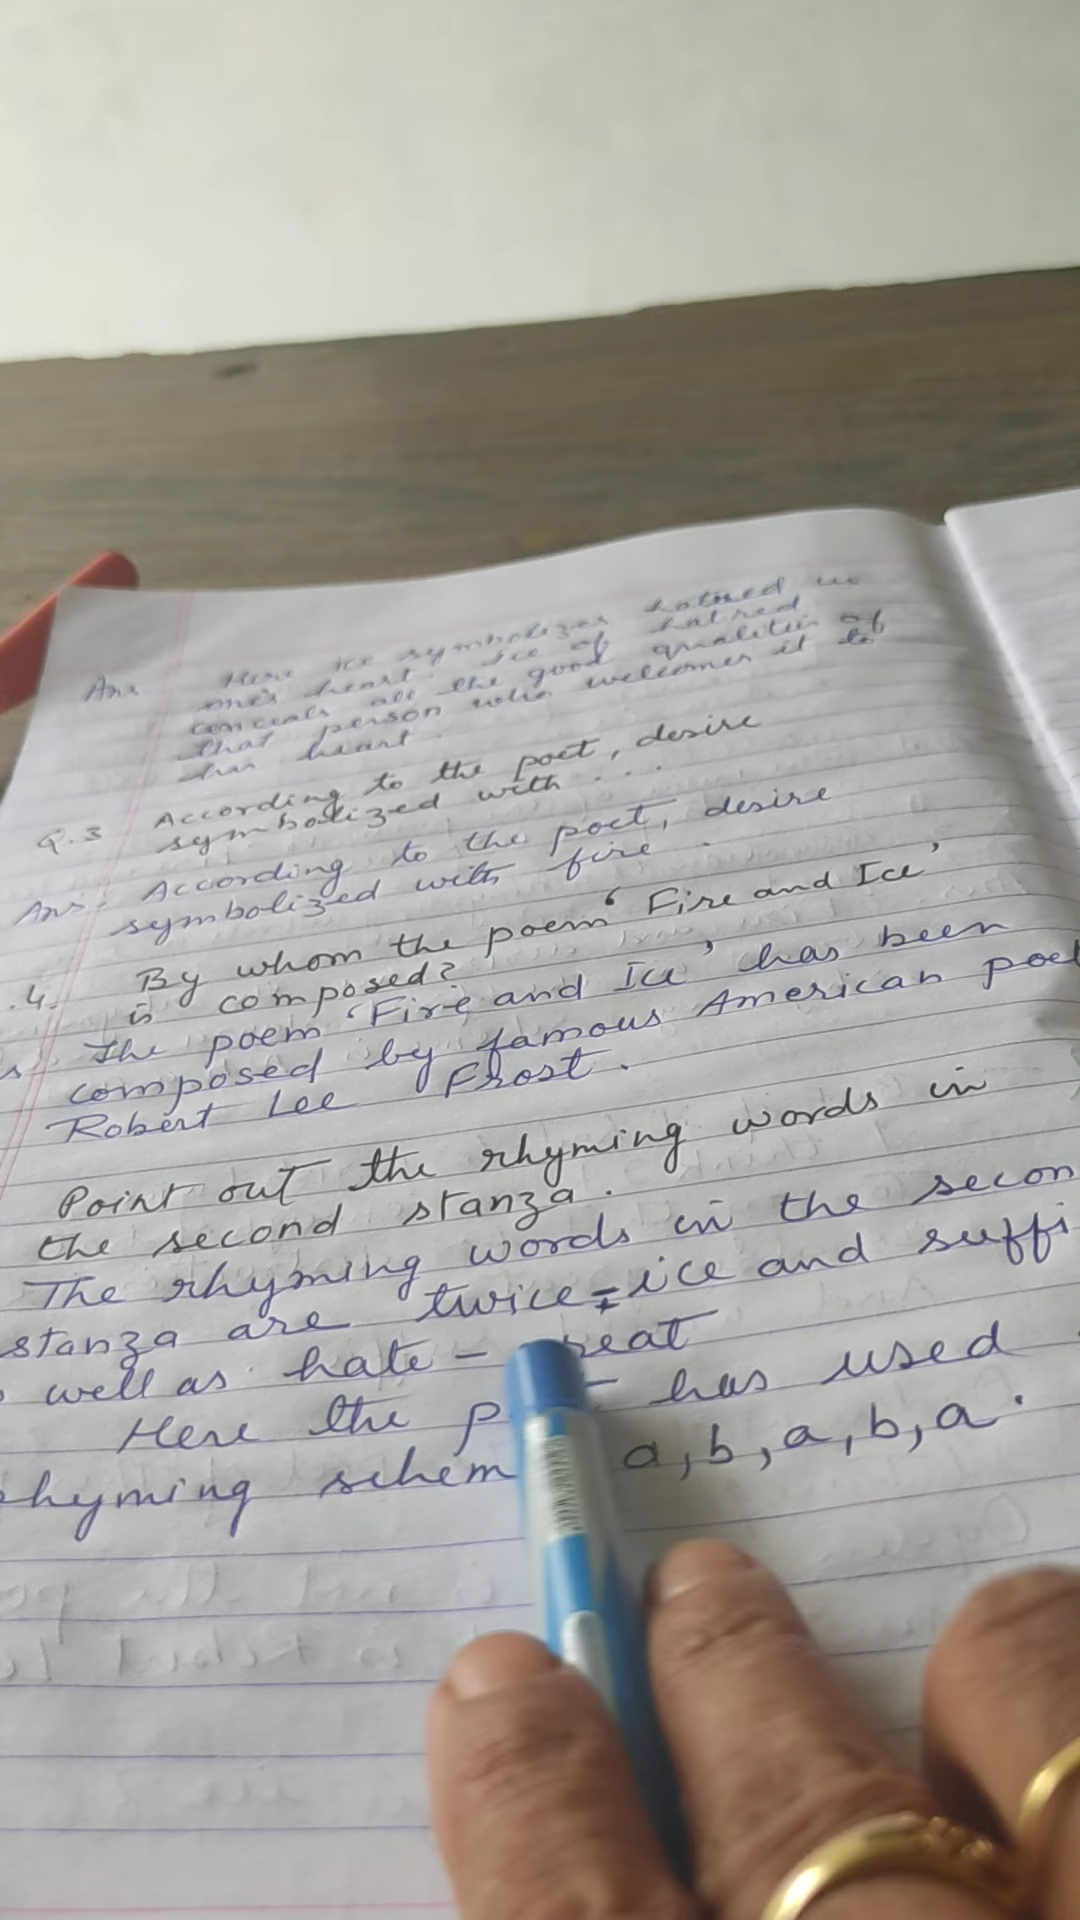 Ans Here ice symbolizes hatred in
one's heart. Ice of hatred
conceals all the good qualities of
that person who welcomes it to
his heart.
Q.3 According to the poet, desire
symbolized with ....
Ans. According to the poet, desire
symbolized with fire.
.4. By whom the poem 'Fire and Ice'
is composed?
s. The poem 'Fire and Ice' has been
composed by famous American poet
Robert Lee Frost.
Point out the rhyming words in
the second stanza.
The rhyming words in the secon
stanza are twice = ice and suffi
well as hate - reat
Here the p has used
hyming schem a, b, a, b, a.